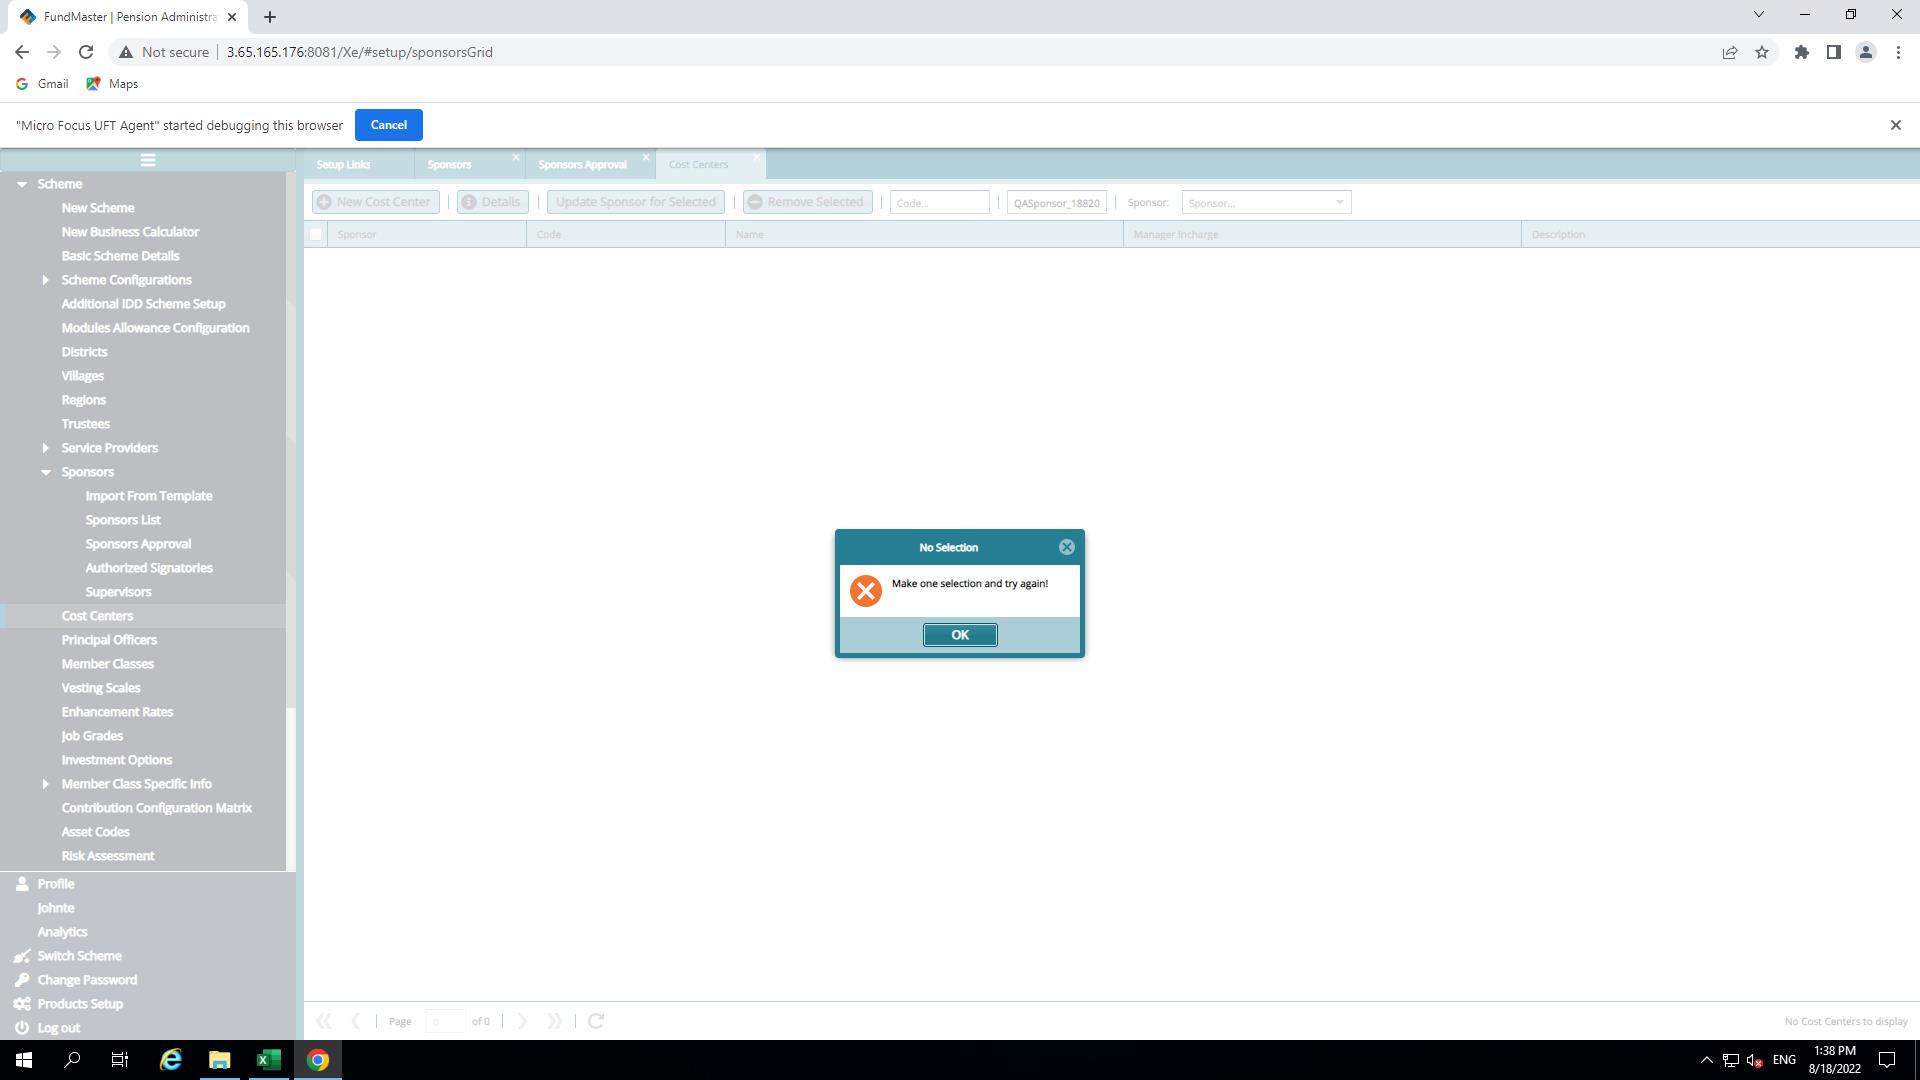 FundMaster | Pension Administra
Not secure
3.65.165.176:8081/Xe/#setup/sponsorsGrid
Gmail
Maps
"Micro Focus UFT Agent" started debugging this browser
Cancel
Setup Links
Sponsors
Sponsors Approval
Cost Centers
New Cost Center
Details
Update Sponsor for Selected
Remove Selected
Code...
QASponsor_18820
Sponsor:
Sponsor...
Sponsor
Code
Name
Manager Incharge
Description
Scheme
New Scheme
New Business Calculator
Basic Scheme Details
Scheme Configurations
Additional IDD Scheme Setup
Modules Allowance Configuration
Districts
Villages
Regions
Trustees
Service Providers
Sponsors
Import From Template
Sponsors List
Sponsors Approval
Authorized Signatories
Supervisors
Cost Centers
Principal Officers
Member Classes
Vesting Scales
Enhancement Rates
Job Grades
Investment Options
Member Class Specific Info
Contribution Configuration Matrix
Asset Codes
Risk Assessment
Profile
Johnte
Analytics
Switch Scheme
Change Password
Products Setup
Log out
No Selection
Make one selection and try again!
OK
Page
0
of 0
No Cost Centers to display
ENG
1:38 PM
8/18/2022